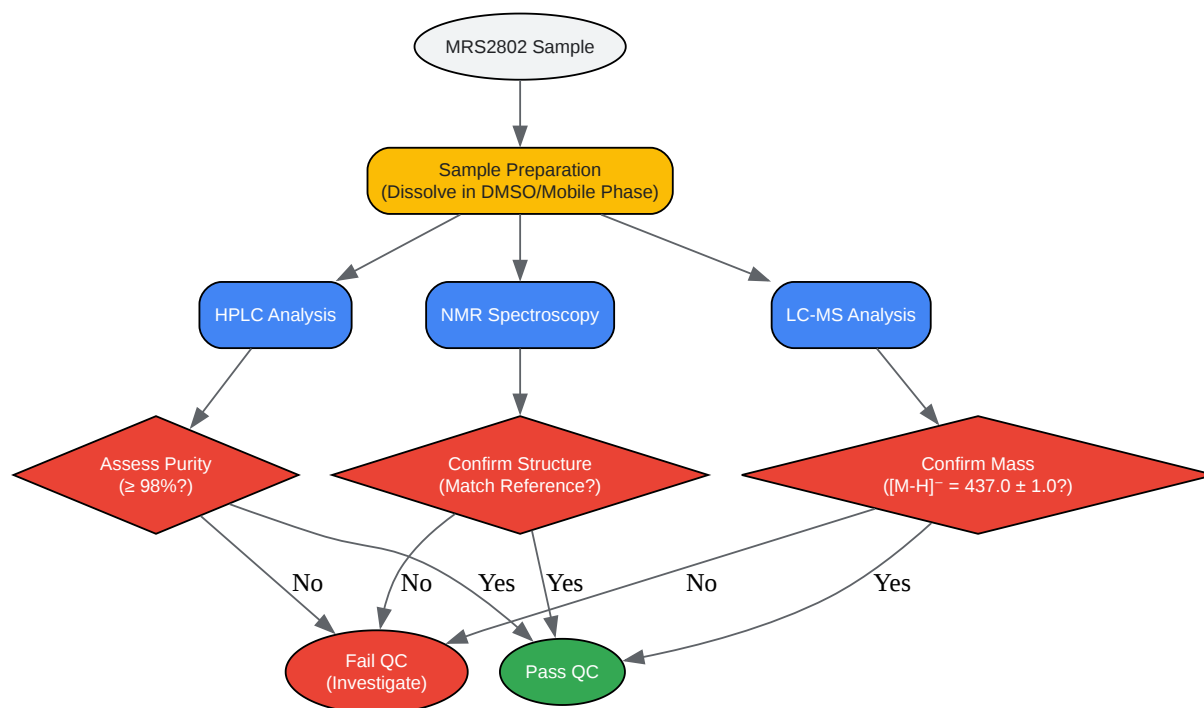 MRS2802 Sample
Sample Preparation
(Dissolve in DMSO/Mobile Phase)
HPLC Analysis
NMR Spectroscopy
LC-MS Analysis
Assess Purity
(≥ 98%?)
Confirm Structure
(Match Reference?)
Confirm Mass
([M-H]⁻ = 437.0 ± 1.0?)
No
No
Yes
Yes
No
Yes
Fail QC
(Investigate)
Pass QC